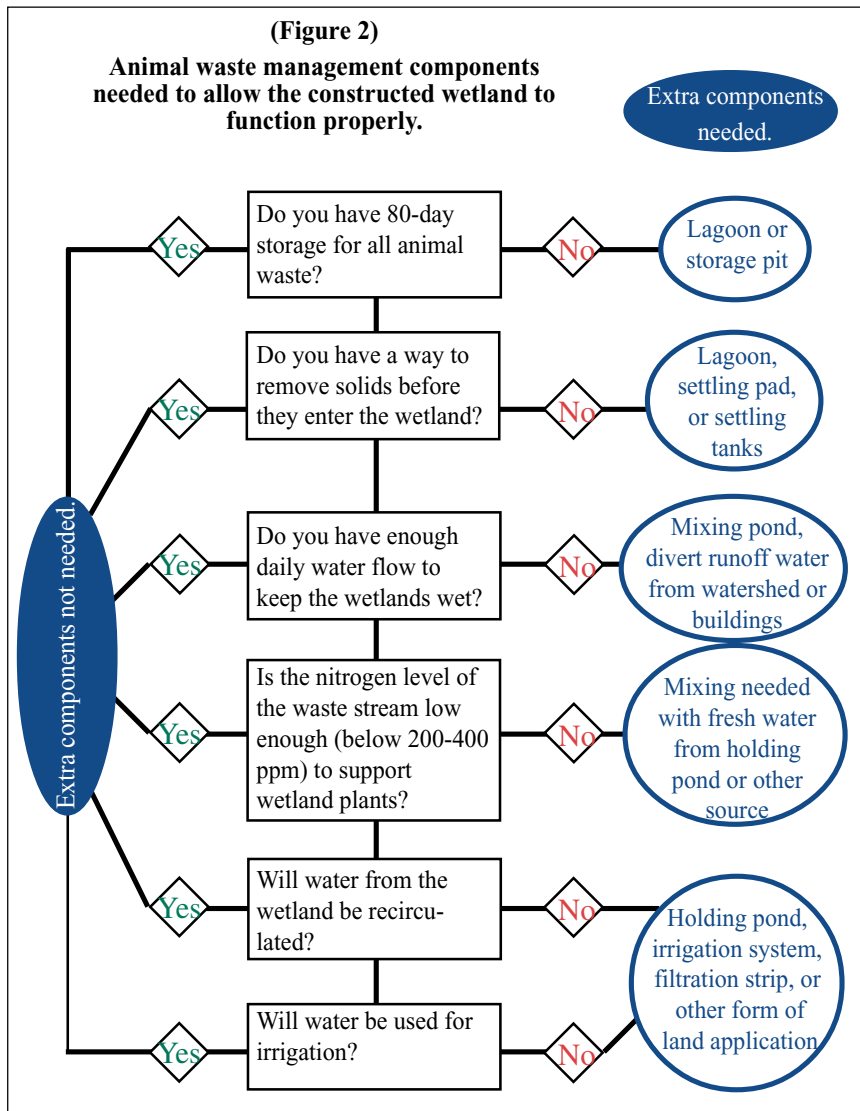 (Figure 2)
Animal waste management components
needed to allow the constructed wetland to
function properly.
Extra components
needed.
Do you have 80-day
storage for all animal
waste?
Yes
No
Lagoon or
storage pit
Do you have a way to
remove solids before
they enter the wetland?
Yes
No
Lagoon,
settling pad,
or settling
tanks
Extra components not needed.
Do you have enough
daily water flow to
keep the wetlands wet?
Yes
No
Mixing pond,
divert runoff water
from watershed or
buildings
Is the nitrogen level of
the waste stream low
enough (below 200-400
ppm) to support
wetland plants?
Yes
No
Mixing needed
with fresh water
from holding
pond or other
source
Will water from the
wetland be recircu-
lated?
Yes
No
Holding pond,
irrigation system,
filtration strip, or
other form of
land application
Will water be used for
irrigation?
Yes
No